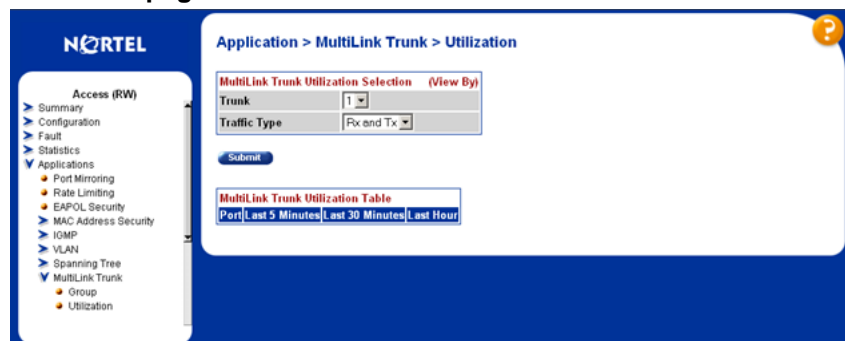 NORTEL
Access (RW)
Summary
Configuration
Fault
Statistics
Applications
Port Mirroring
Rate Limiting
EAPOL Security
MAC Address Security
IGMP
VLAN
Spanning Tree
MultiLink Trunk
Group
Utilization
Application > MultiLink Trunk > Utilization
?
MultiLink Trunk Utilization Selection (View By)
Trunk 1
Traffic Type Rx and Tx
Submit
MultiLink Trunk Utilization Table
Port Last 5 Minutes Last 30 Minutes Last Hour